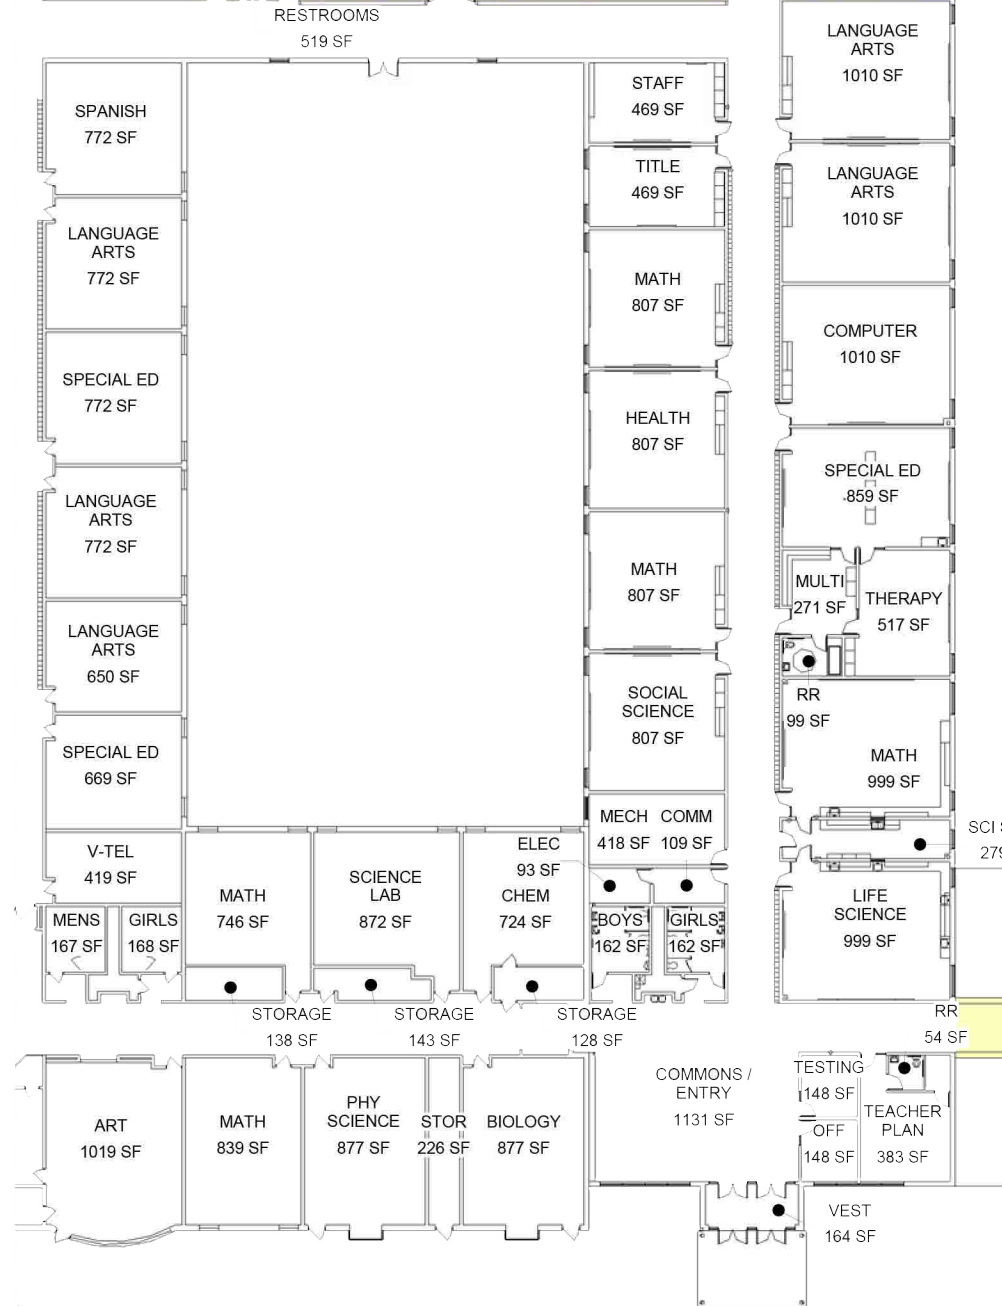 RESTROOMS
519 SF
SPANISH
772 SF
LANGUAGE
ARTS
772 SF
SPECIAL ED
772 SF
LANGUAGE
ARTS
772 SF
LANGUAGE
ARTS
650 SF
SPECIAL ED
669 SF
V-TEL
419 SF
MENS
167 SF
GIRLS
168 SF
MATH
746 SF
SCIENCE
LAB
872 SF
CHEM
724 SF
STORAGE
138 SF
STORAGE
143 SF
STORAGE
128 SF
STAFF
469 SF
TITLE
469 SF
MATH
807 SF
HEALTH
807 SF
MATH
807 SF
SOCIAL
SCIENCE
807 SF
MECH
418 SF
COMM
109 SF
ELEC
93 SF
BOYS
162 SF
GIRLS
162 SF
LANGUAGE
ARTS
1010 SF
LANGUAGE
ARTS
1010 SF
COMPUTER
1010 SF
SPECIAL ED
859 SF
MULTI
271 SF
THERAPY
517 SF
RR
99 SF
MATH
999 SF
SCI S
279
LIFE
SCIENCE
999 SF
RR
54 SF
ART
1019 SF
MATH
839 SF
PHY
SCIENCE
877 SF
STOR
226 SF
BIOLOGY
877 SF
COMMONS /
ENTRY
1131 SF
TESTING
148 SF
OFF
148 SF
TEACHER
PLAN
383 SF
VEST
164 SF